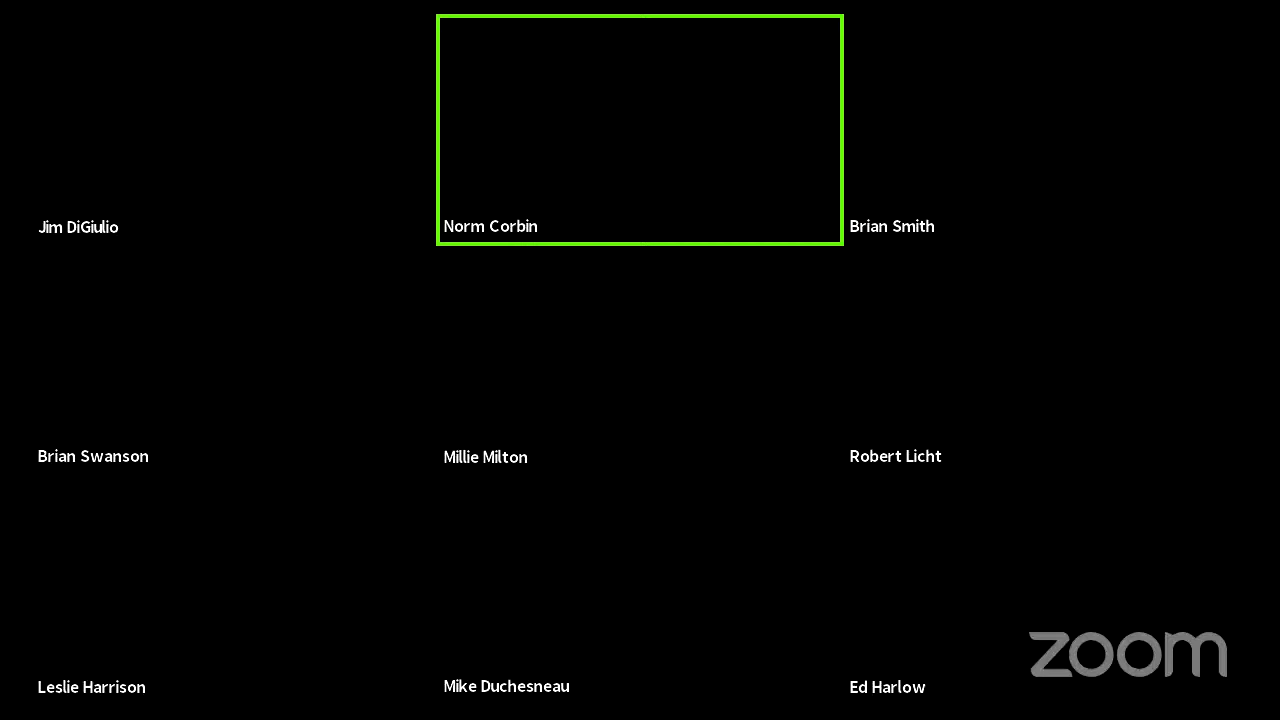 Jim DiGiulio
Norm Corbin
Brian Smith
Brian Swanson
Millie Milton
Robert Licht
Leslie Harrison
Mike Duchesneau
Ed Harlow
zoom